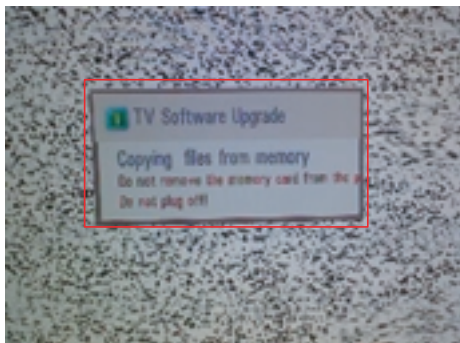 TV Software Upgrade
Copying files from memory
Do not remove the memory card from the
Do not plug off!